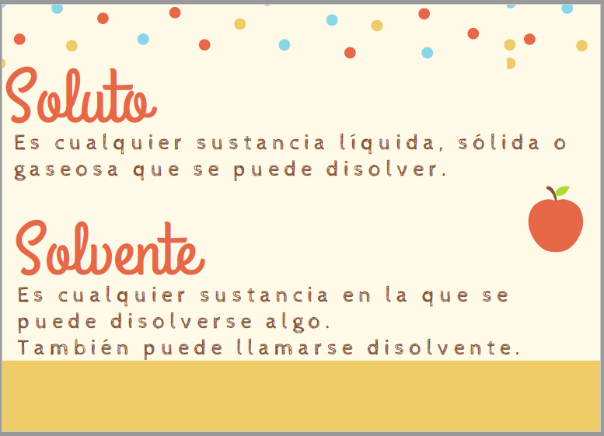 Soluto
Es cualquier sustancia líquida, sólida o
gaseosa que se puede disolver.
Solvente
Es cualquier sustancia en la que se
puede disolverse algo.
También puede llamarse disolvente.